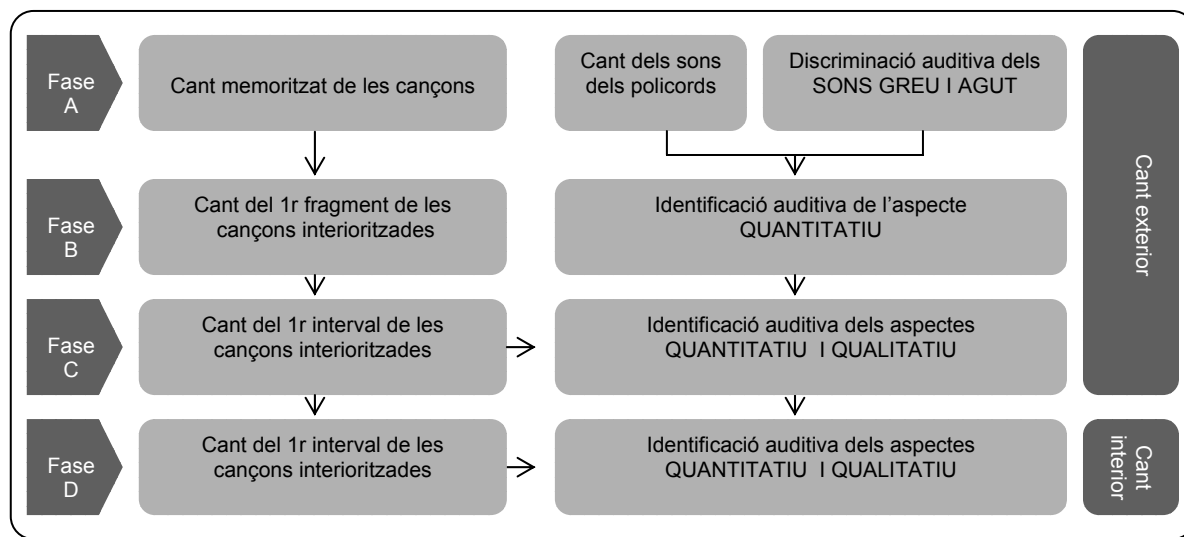 Fase
A
Cant memoritzat de les cançons
Cant dels sons
dels policords
Discriminació auditiva dels
SONS GREU I AGUT
Fase
B
Cant del 1r fragment de les
cançons interioritzades
Identificació auditiva de l’aspecte
QUANTITATIU
Cant exterior
Fase
C
Cant del 1r interval de les
cançons interioritzades
Identificació auditiva dels aspectes
QUANTITATIU I QUALITATIU
Fase
D
Cant del 1r interval de les
cançons interioritzades
Identificació auditiva dels aspectes
QUANTITATIU I QUALITATIU
Cant
interior